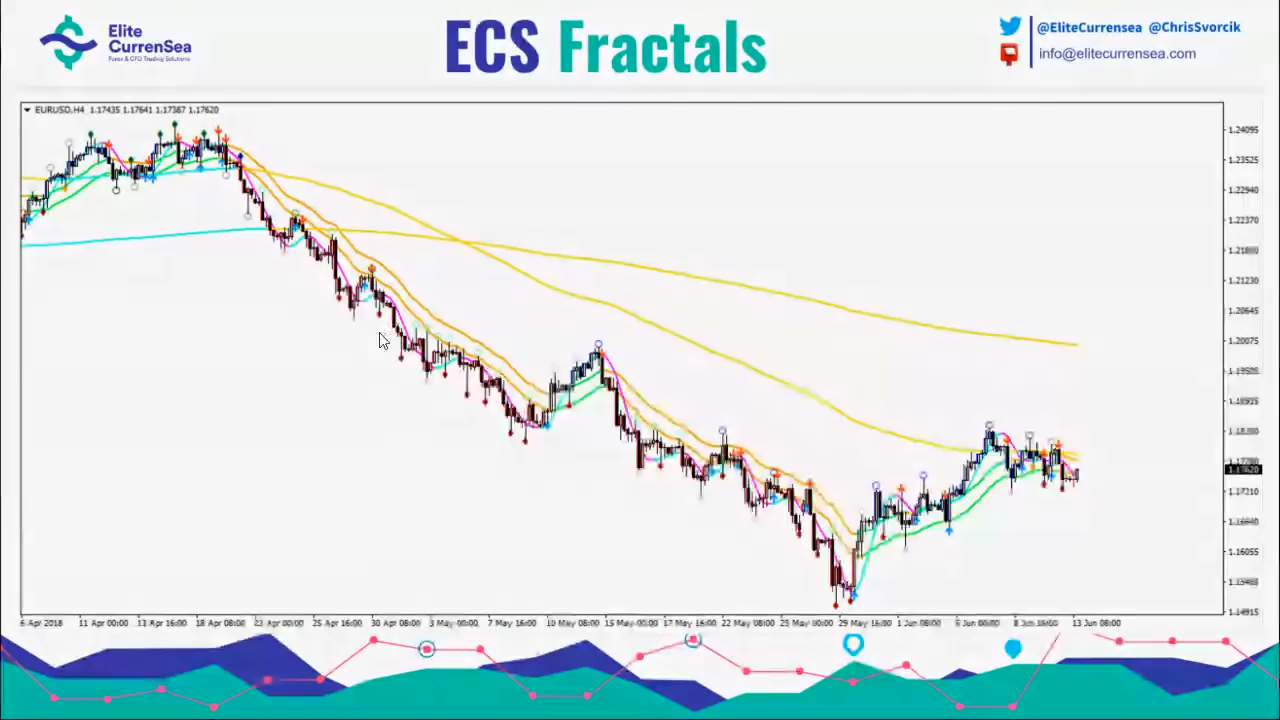 Elite
CurrenSea
Forex & CFD Trading Solutions
ECS Fractals
@EliteCurrensea @ChrisSvorcik
info@elitecurrensea.com
EURUSD,H4 1.17435 1.17641 1.17387 1.17620
1.24095
1.23525
1.22940
1.22370
1.21800
1.21230
1.20645
1.20075
1.19505
1.18935
1.17780
1.17620
1.17210
1.16640
1.16055
1.14915
6 Apr 2018 11 Apr 00:00 13 Apr 16:00 18 Apr 08:00 23 Apr 00:00 25 Apr 16:00 30 Apr 08:00 3 May 00:00 7 May 16:00 10 May 08:00 15 May 00:00 17 May 16:00 22 May 08:00 25 May 00:00 29 May 16:00 1 Jun 08:00 6 Jun 00:00 8 Jun 16:00 13 Jun 08:00